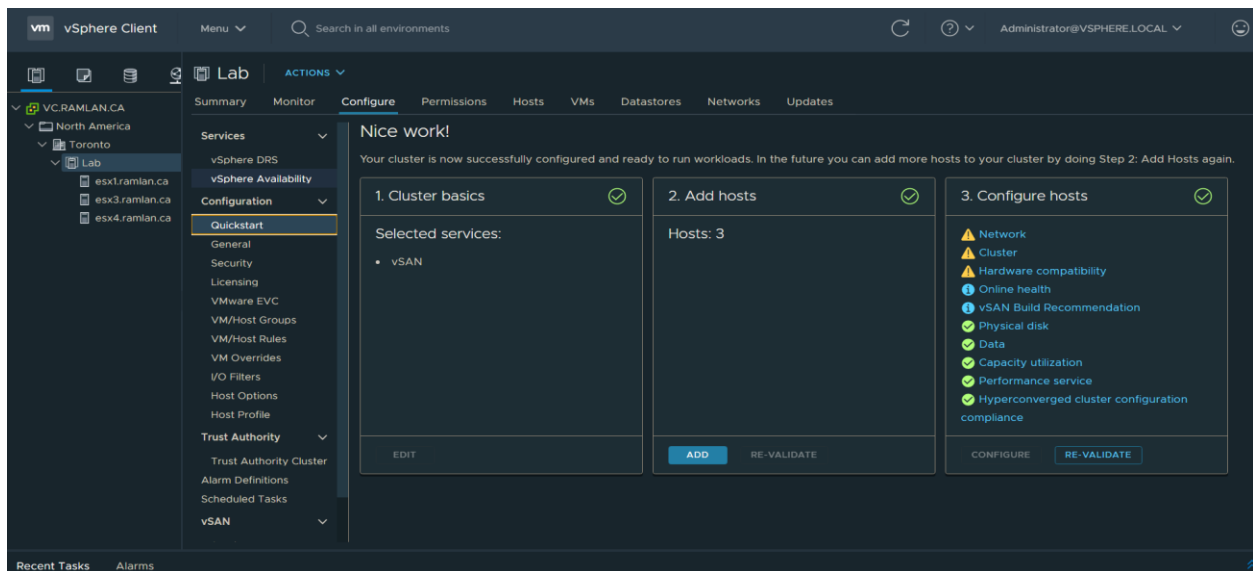 vm vSphere Client Menu Search in all environments Administrator@VSPHERE.LOCAL
VC.RAMLAN.CA
North America
Toronto
Lab
esx1.ramlan.ca
esx3.ramlan.ca
esx4.ramlan.ca
Lab ACTIONS
Summary Monitor Configure Permissions Hosts VMs Datastores Networks Updates
Services
vSphere DRS
vSphere Availability
Configuration
Quickstart
General
Security
Licensing
VMware EVC
VM/Host Groups
VM/Host Rules
VM Overrides
I/O Filters
Host Options
Host Profile
Trust Authority
Trust Authority Cluster
Alarm Definitions
Scheduled Tasks
vSAN
Nice work!
Your cluster is now successfully configured and ready to run workloads. In the future you can add more hosts to your cluster by doing Step 2: Add Hosts again.
1. Cluster basics
Selected services:
• vSAN
EDIT
2. Add hosts
Hosts: 3
ADD RE-VALIDATE
3. Configure hosts
Network
Cluster
Hardware compatibility
Online health
vSAN Build Recommendation
Physical disk
Data
Capacity utilization
Performance service
Hyperconverged cluster configuration
compliance
CONFIGURE RE-VALIDATE
Recent Tasks Alarms